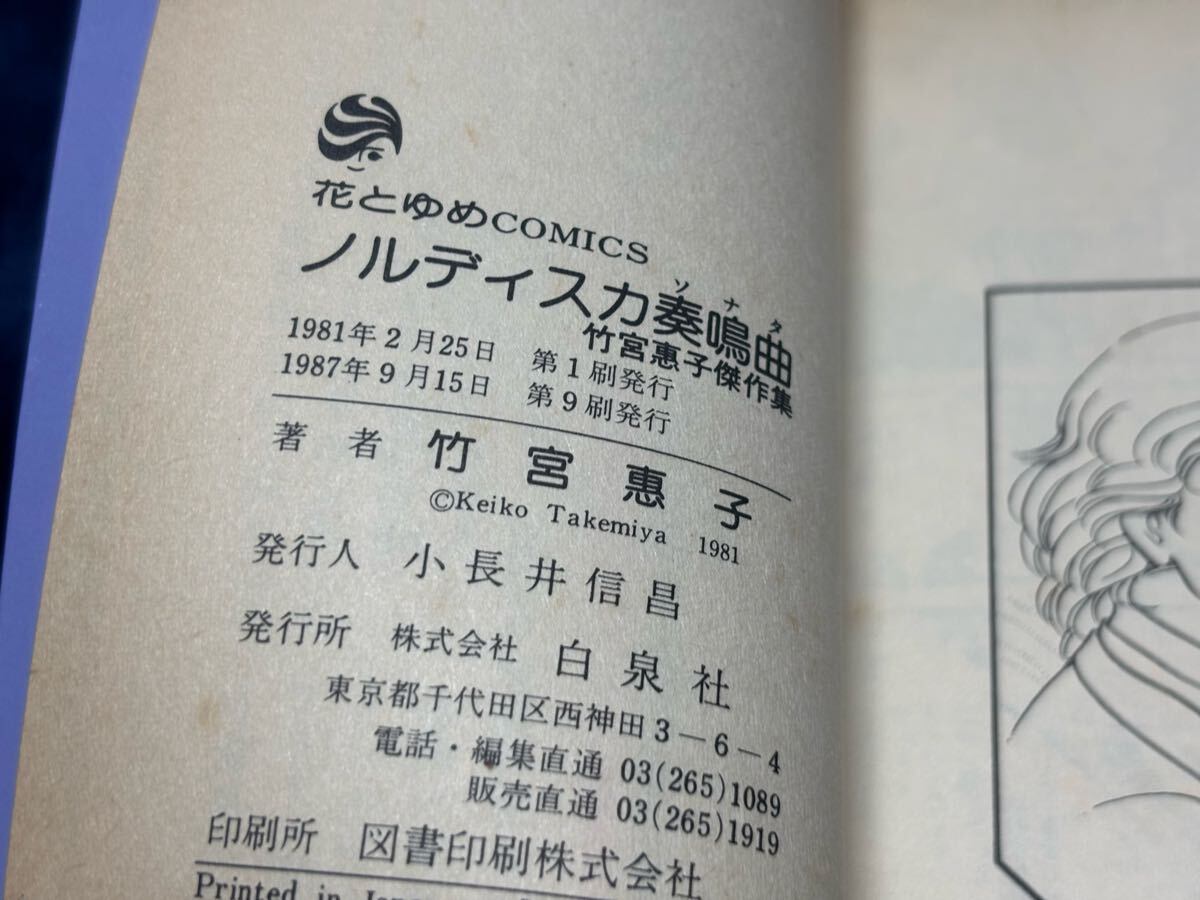 花とゆめCOMICS
ノルディスカ奏鳴曲
ソナタ
竹宮惠子傑作集
1981年2月25日 第1刷発行
1987年9月15日 第9刷発行
著者 竹宮惠子
©Keiko Takemiya 1981
発行人 小長井信昌
発行所 株式会社 白泉社
東京都千代田区西神田3－6－4
電話・編集直通 03(265)1089
販売直通 03(265)1919
印刷所 図書印刷株式会社
Printed in